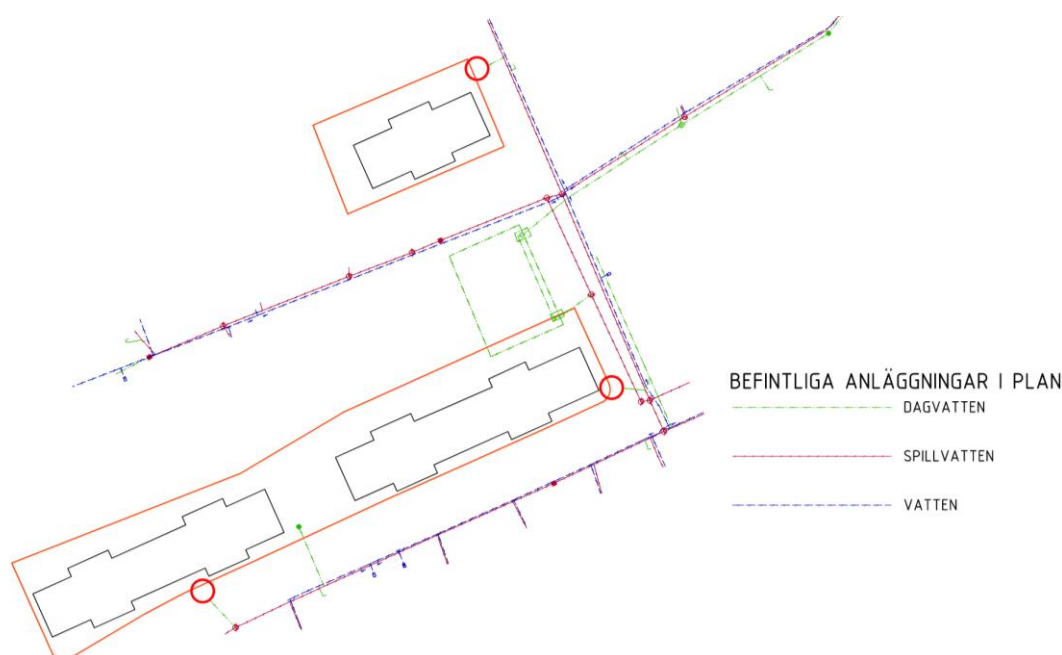 BEFINTLIGA ANLÄGGNINGAR I PLAN
DAGVATTEN
SPILLVATTEN
VATTEN